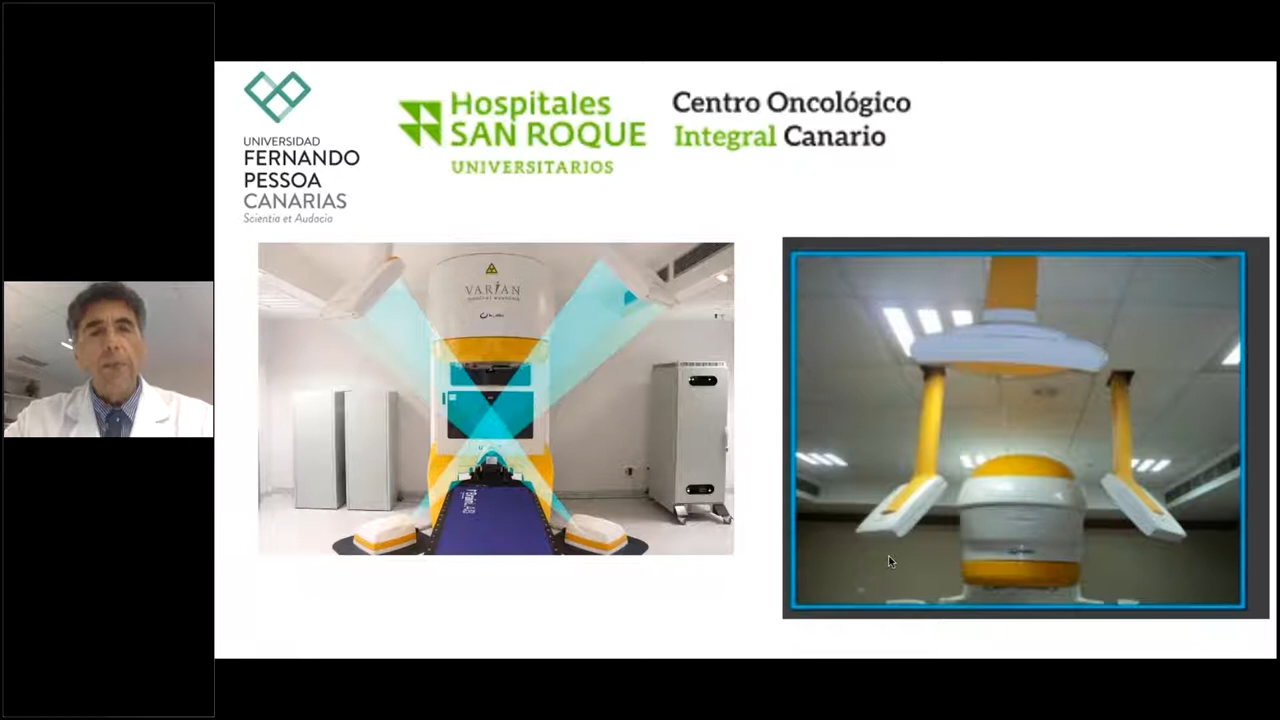 UNIVERSIDAD
FERNANDO
PESSOA
CANARIAS
Scientia et Audacia
Hospitales
SAN ROQUE
UNIVERSITARIOS
Centro Oncológico
Integral Canario
VARIAN